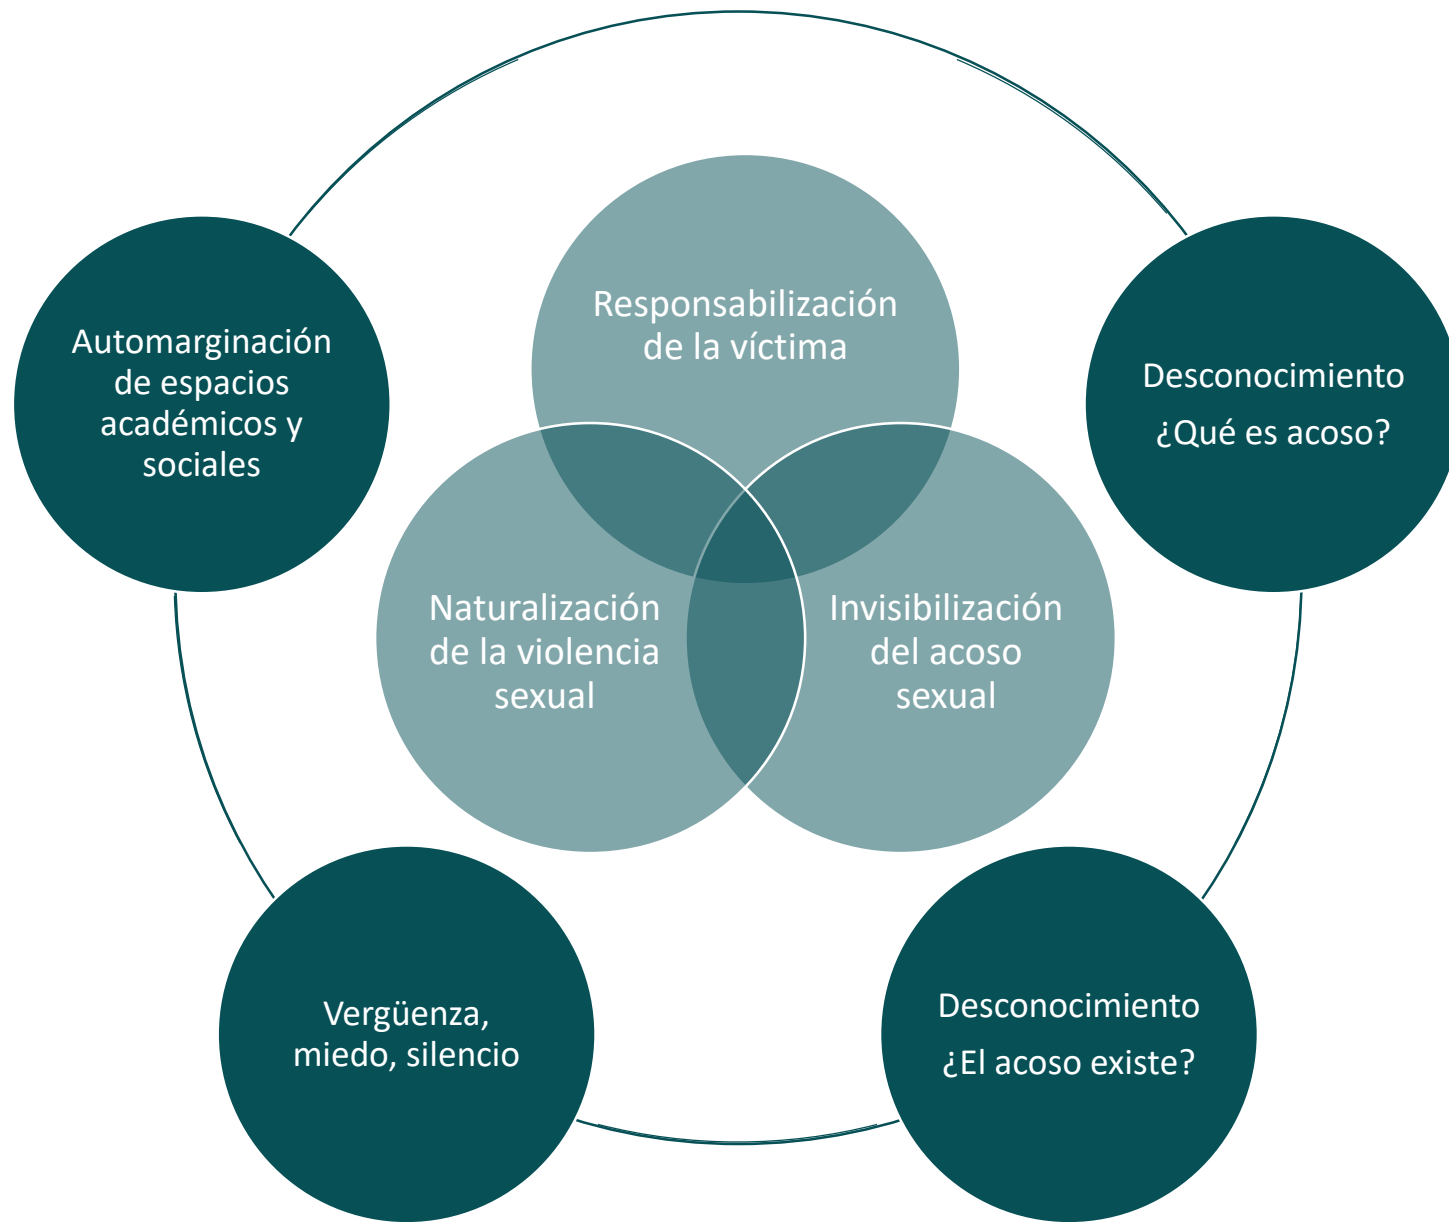 Responsabilización
de la víctima
Naturalización
de la violencia
sexual
Invisibilización
del acoso
sexual
Automarginación
de espacios
académicos y
sociales
Desconocimiento
¿Qué es acoso?
Vergüenza,
miedo, silencio
Desconocimiento
¿El acoso existe?